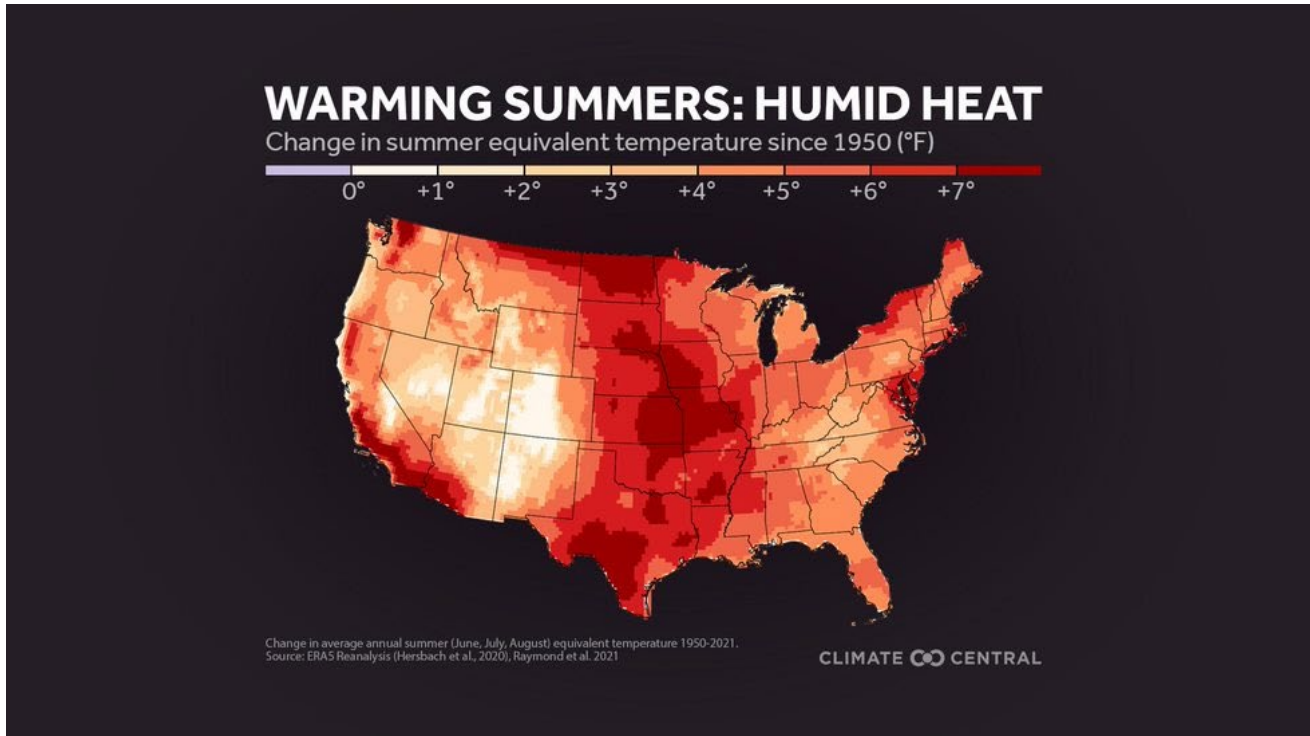 WARMING SUMMERS: HUMID HEAT
Change in summer equivalent temperature since 1950 (°F)
0° +1° +2° +3° +4° +5° +6° +7°
Change in average annual summer (June, July, August) equivalent temperature 1950-2021.
Source: ERA5 Reanalysis (Hersbach et al., 2020), Raymond et al. 2021
CLIMATE CENTRAL